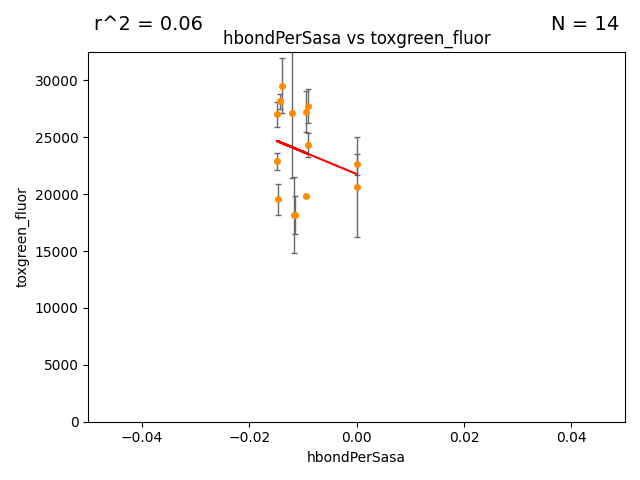 r^2 = 0.06
N = 14
hbondPerSasa vs toxgreen_fluor
30000
25000
20000
15000
10000
5000
0
toxgreen_fluor
−0.04
−0.02
0.00
0.02
0.04
hbondPerSasa